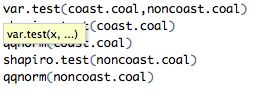 var.test(coast.coal,noncoast.coal)
var.test(x, ...)
(coast.coal)
qqnorm(coast.coal)
shapiro.test(noncoast.coal)
qqnorm(noncoast.coal)